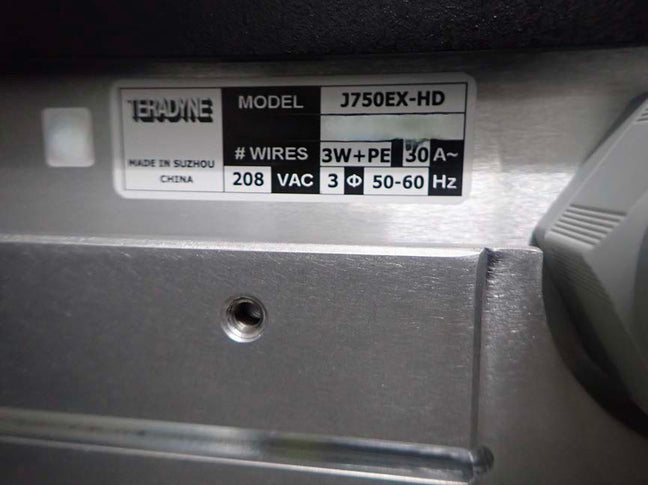 TERADYNE
MADE IN SUZHOU
CHINA
MODEL J750EX-HD
# WIRES 3W+PE 30 A~
208 VAC 3 Φ 50-60 Hz